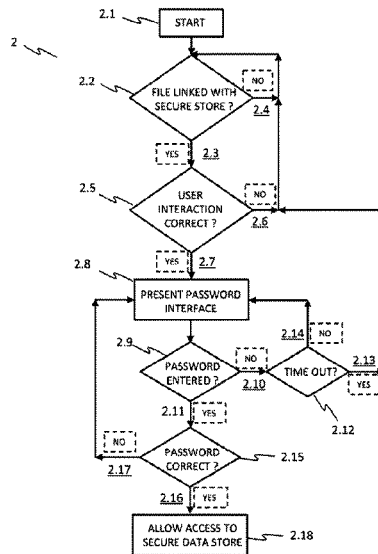 2.1
START
2
2.2
FILE LINKED WITH
SECURE STORE ?
NO
2.4
YES
2.3
2.5
USER
INTERACTION
CORRECT ?
NO
2.6
YES
2.7
2.8
PRESENT PASSWORD
INTERFACE
2.9
PASSWORD
ENTERED ?
NO
2.10
2.14
NO
TIME OUT?
2.13
YES
2.12
2.11
YES
NO
2.17
PASSWORD
CORRECT ?
2.15
2.16
YES
ALLOW ACCESS TO
SECURE DATA STORE
2.18